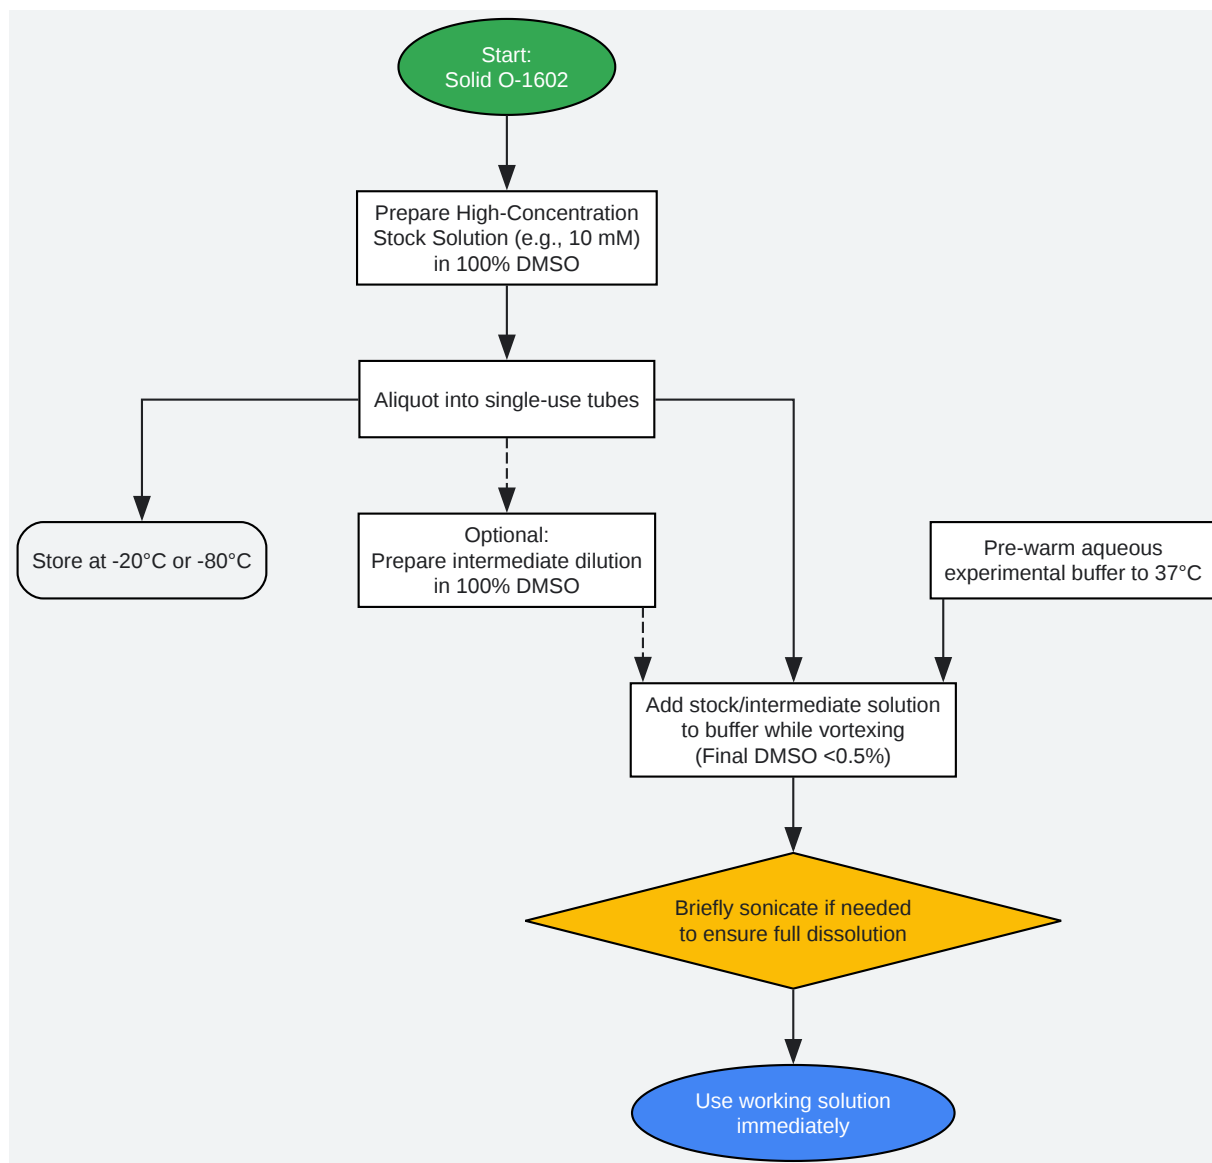 Start:
Solid O-1602
Prepare High-Concentration
Stock Solution (e.g., 10 mM)
in 100% DMSO
Aliquot into single-use tubes
Store at -20°C or -80°C
Optional:
Prepare intermediate dilution
in 100% DMSO
Pre-warm aqueous
experimental buffer to 37°C
Add stock/intermediate solution
to buffer while vortexing
(Final DMSO <0.5%)
Briefly sonicate if needed
to ensure full dissolution
Use working solution
immediately